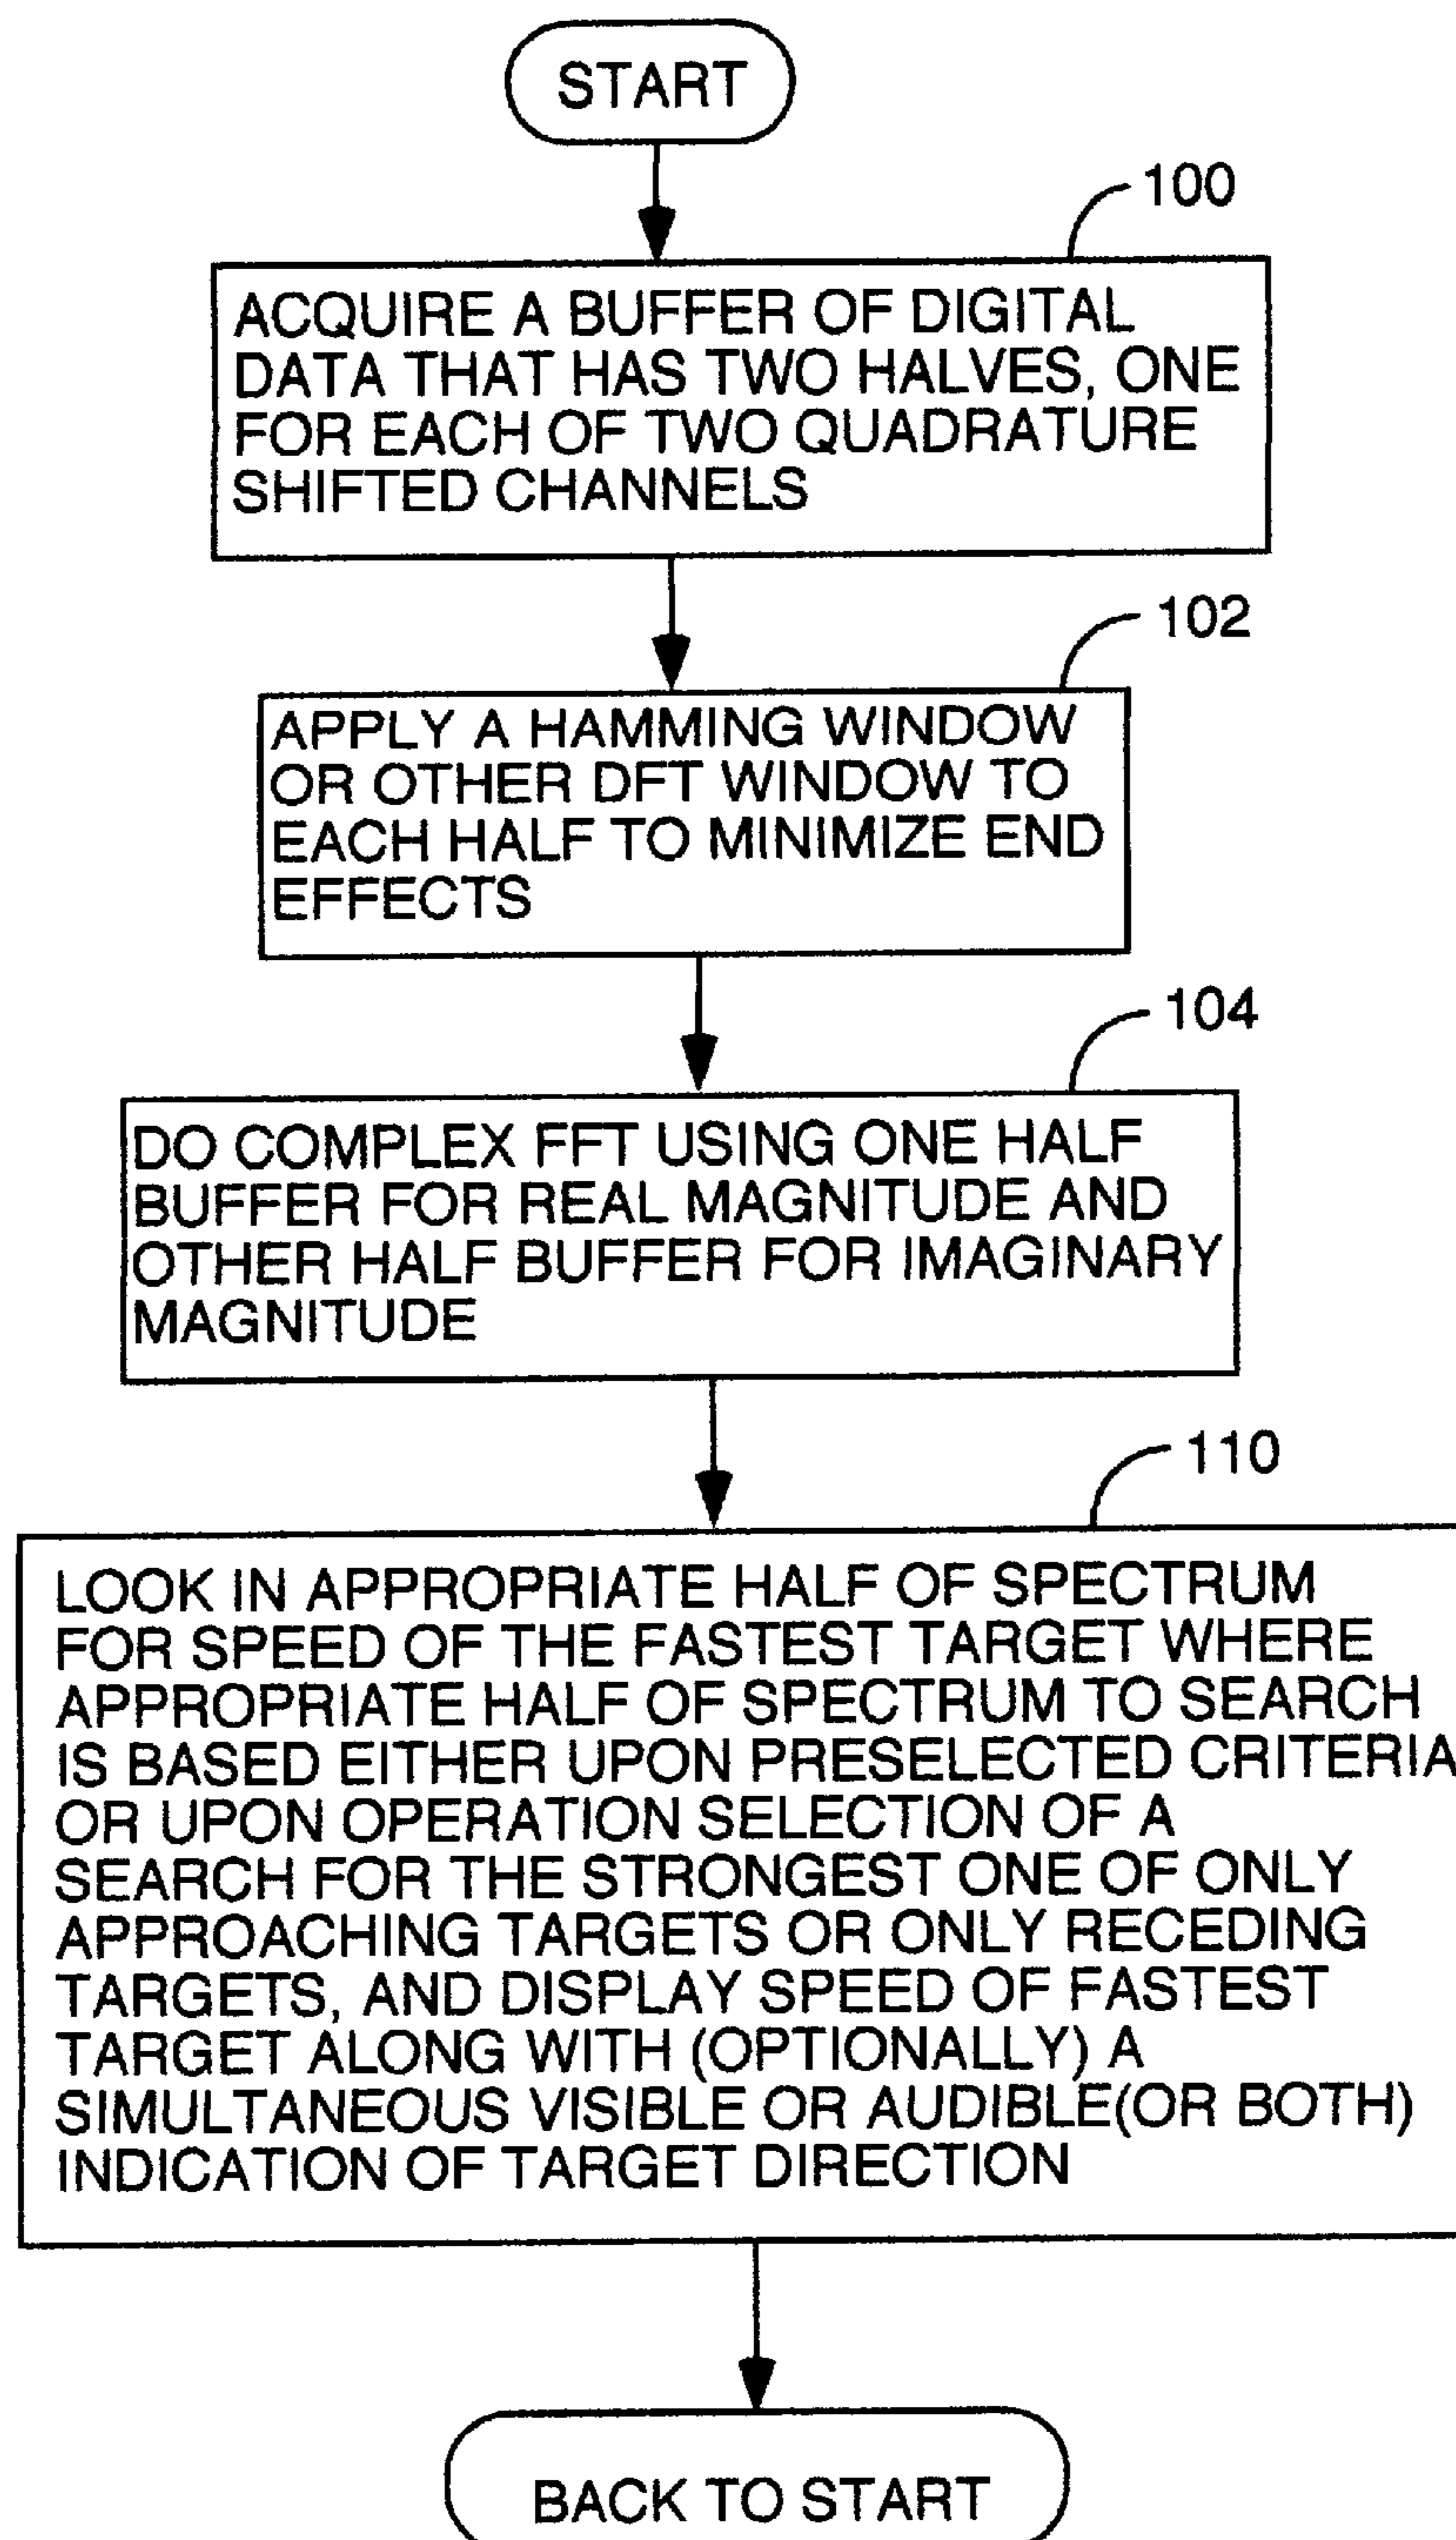 START
100
ACQUIRE A BUFFER OF DIGITAL
DATA THAT HAS TWO HALVES, ONE
FOR EACH OF TWO QUADRATURE
SHIFTED CHANNELS
102
APPLY A HAMMING WINDOW
OR OTHER DFT WINDOW TO
EACH HALF TO MINIMIZE END
EFFECTS
104
DO COMPLEX FFT USING ONE HALF
BUFFER FOR REAL MAGNITUDE AND
OTHER HALF BUFFER FOR IMAGINARY
MAGNITUDE
110
LOOK IN APPROPRIATE HALF OF SPECTRUM
FOR SPEED OF THE FASTEST TARGET WHERE
APPROPRIATE HALF OF SPECTRUM TO SEARCH
IS BASED EITHER UPON PRESELECTED CRITERIA
OR UPON OPERATION SELECTION OF A
SEARCH FOR THE STRONGEST ONE OF ONLY
APPROACHING TARGETS OR ONLY RECEDING
TARGETS, AND DISPLAY SPEED OF FASTEST
TARGET ALONG WITH (OPTIONALLY) A
SIMULTANEOUS VISIBLE OR AUDIBLE(OR BOTH)
INDICATION OF TARGET DIRECTION
BACK TO START